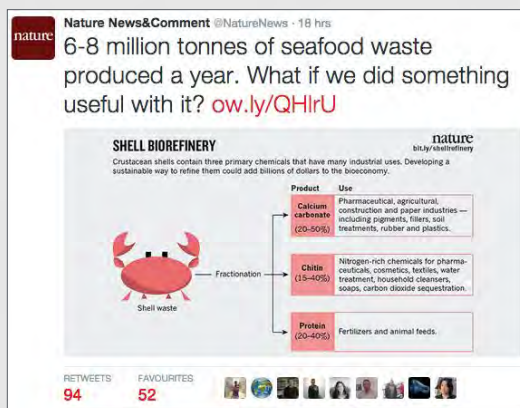 nature
Nature News&Comment @NatureNews · 18 hrs
6-8 million tonnes of seafood waste
produced a year. What if we did something
useful with it? ow.ly/QHlrU
SHELL BIOREFINERY
nature
bit.ly/shellrefinery
Crustacean shells contain three primary chemicals that have many industrial uses. Developing a
sustainable way to refine them could add billions of dollars to the bioeconomy.
Product Use
Calcium
carbonate
(20–50%)
Pharmaceutical, agricultural,
construction and paper industries —
including pigments, fillers, soil
treatments, rubber and plastics.
Shell waste
Fractionation
Chitin
(15–40%)
Nitrogen-rich chemicals for pharma-
ceuticals, cosmetics, textiles, water
treatment, household cleansers,
soaps, carbon dioxide sequestration.
Protein
(20–40%)
Fertilizers and animal feeds.
RETWEETS FAVOURITES
94 52